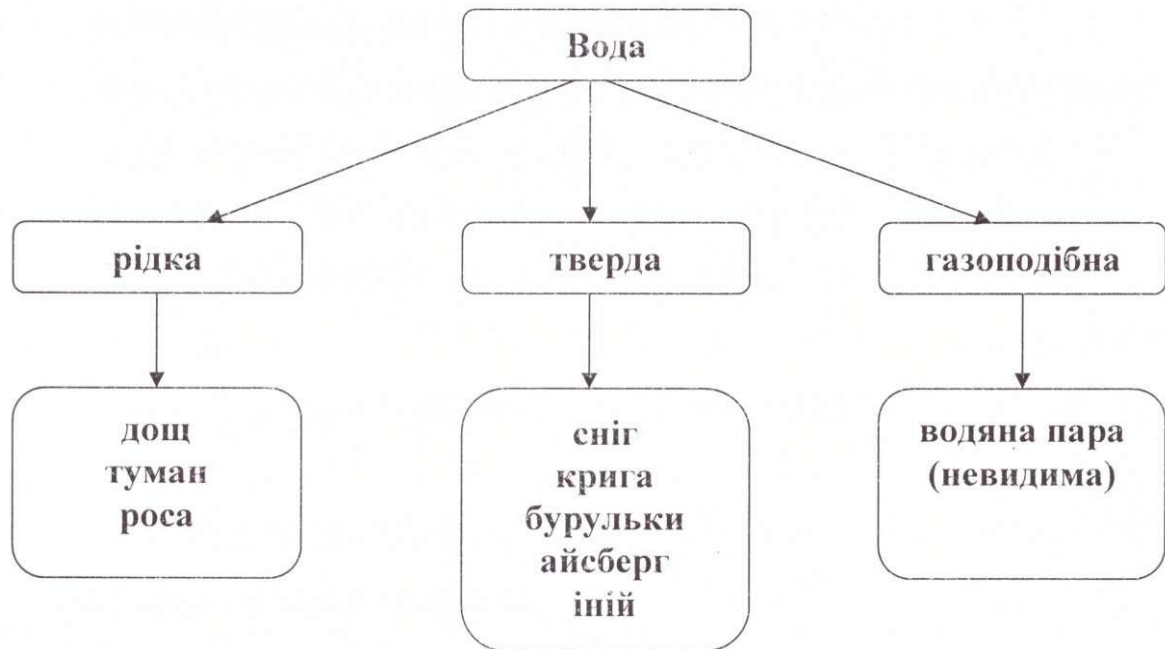 Вода
рідка
тверда
газоподібна
дощ
туман
роса
сніг
крига
бурульки
айсберг
іній
водяна пара
(невидима)